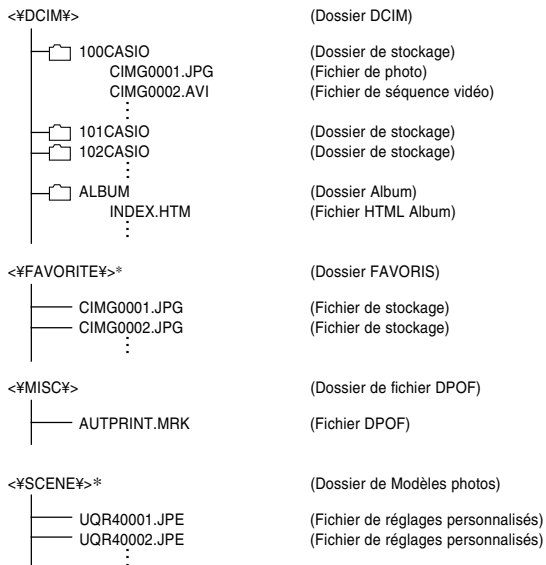 <¥DCIM¥> (Dossier DCIM)
100CASIO (Dossier de stockage)
CIMG0001.JPG (Fichier de photo)
CIMG0002.AVI (Fichier de séquence vidéo)
101CASIO (Dossier de stockage)
102CASIO (Dossier de stockage)
ALBUM (Dossier Album)
INDEX.HTM (Fichier HTML Album)
<¥FAVORITE¥>* (Dossier FAVORIS)
CIMG0001.JPG (Fichier de stockage)
CIMG0002.JPG (Fichier de stockage)
<¥MISC¥> (Dossier de fichier DPOF)
AUTPRINT.MRK (Fichier DPOF)
<¥SCENE¥>* (Dossier de Modèles photos)
UQR40001.JPE (Fichier de réglages personnalisés)
UQR40002.JPE (Fichier de réglages personnalisés)